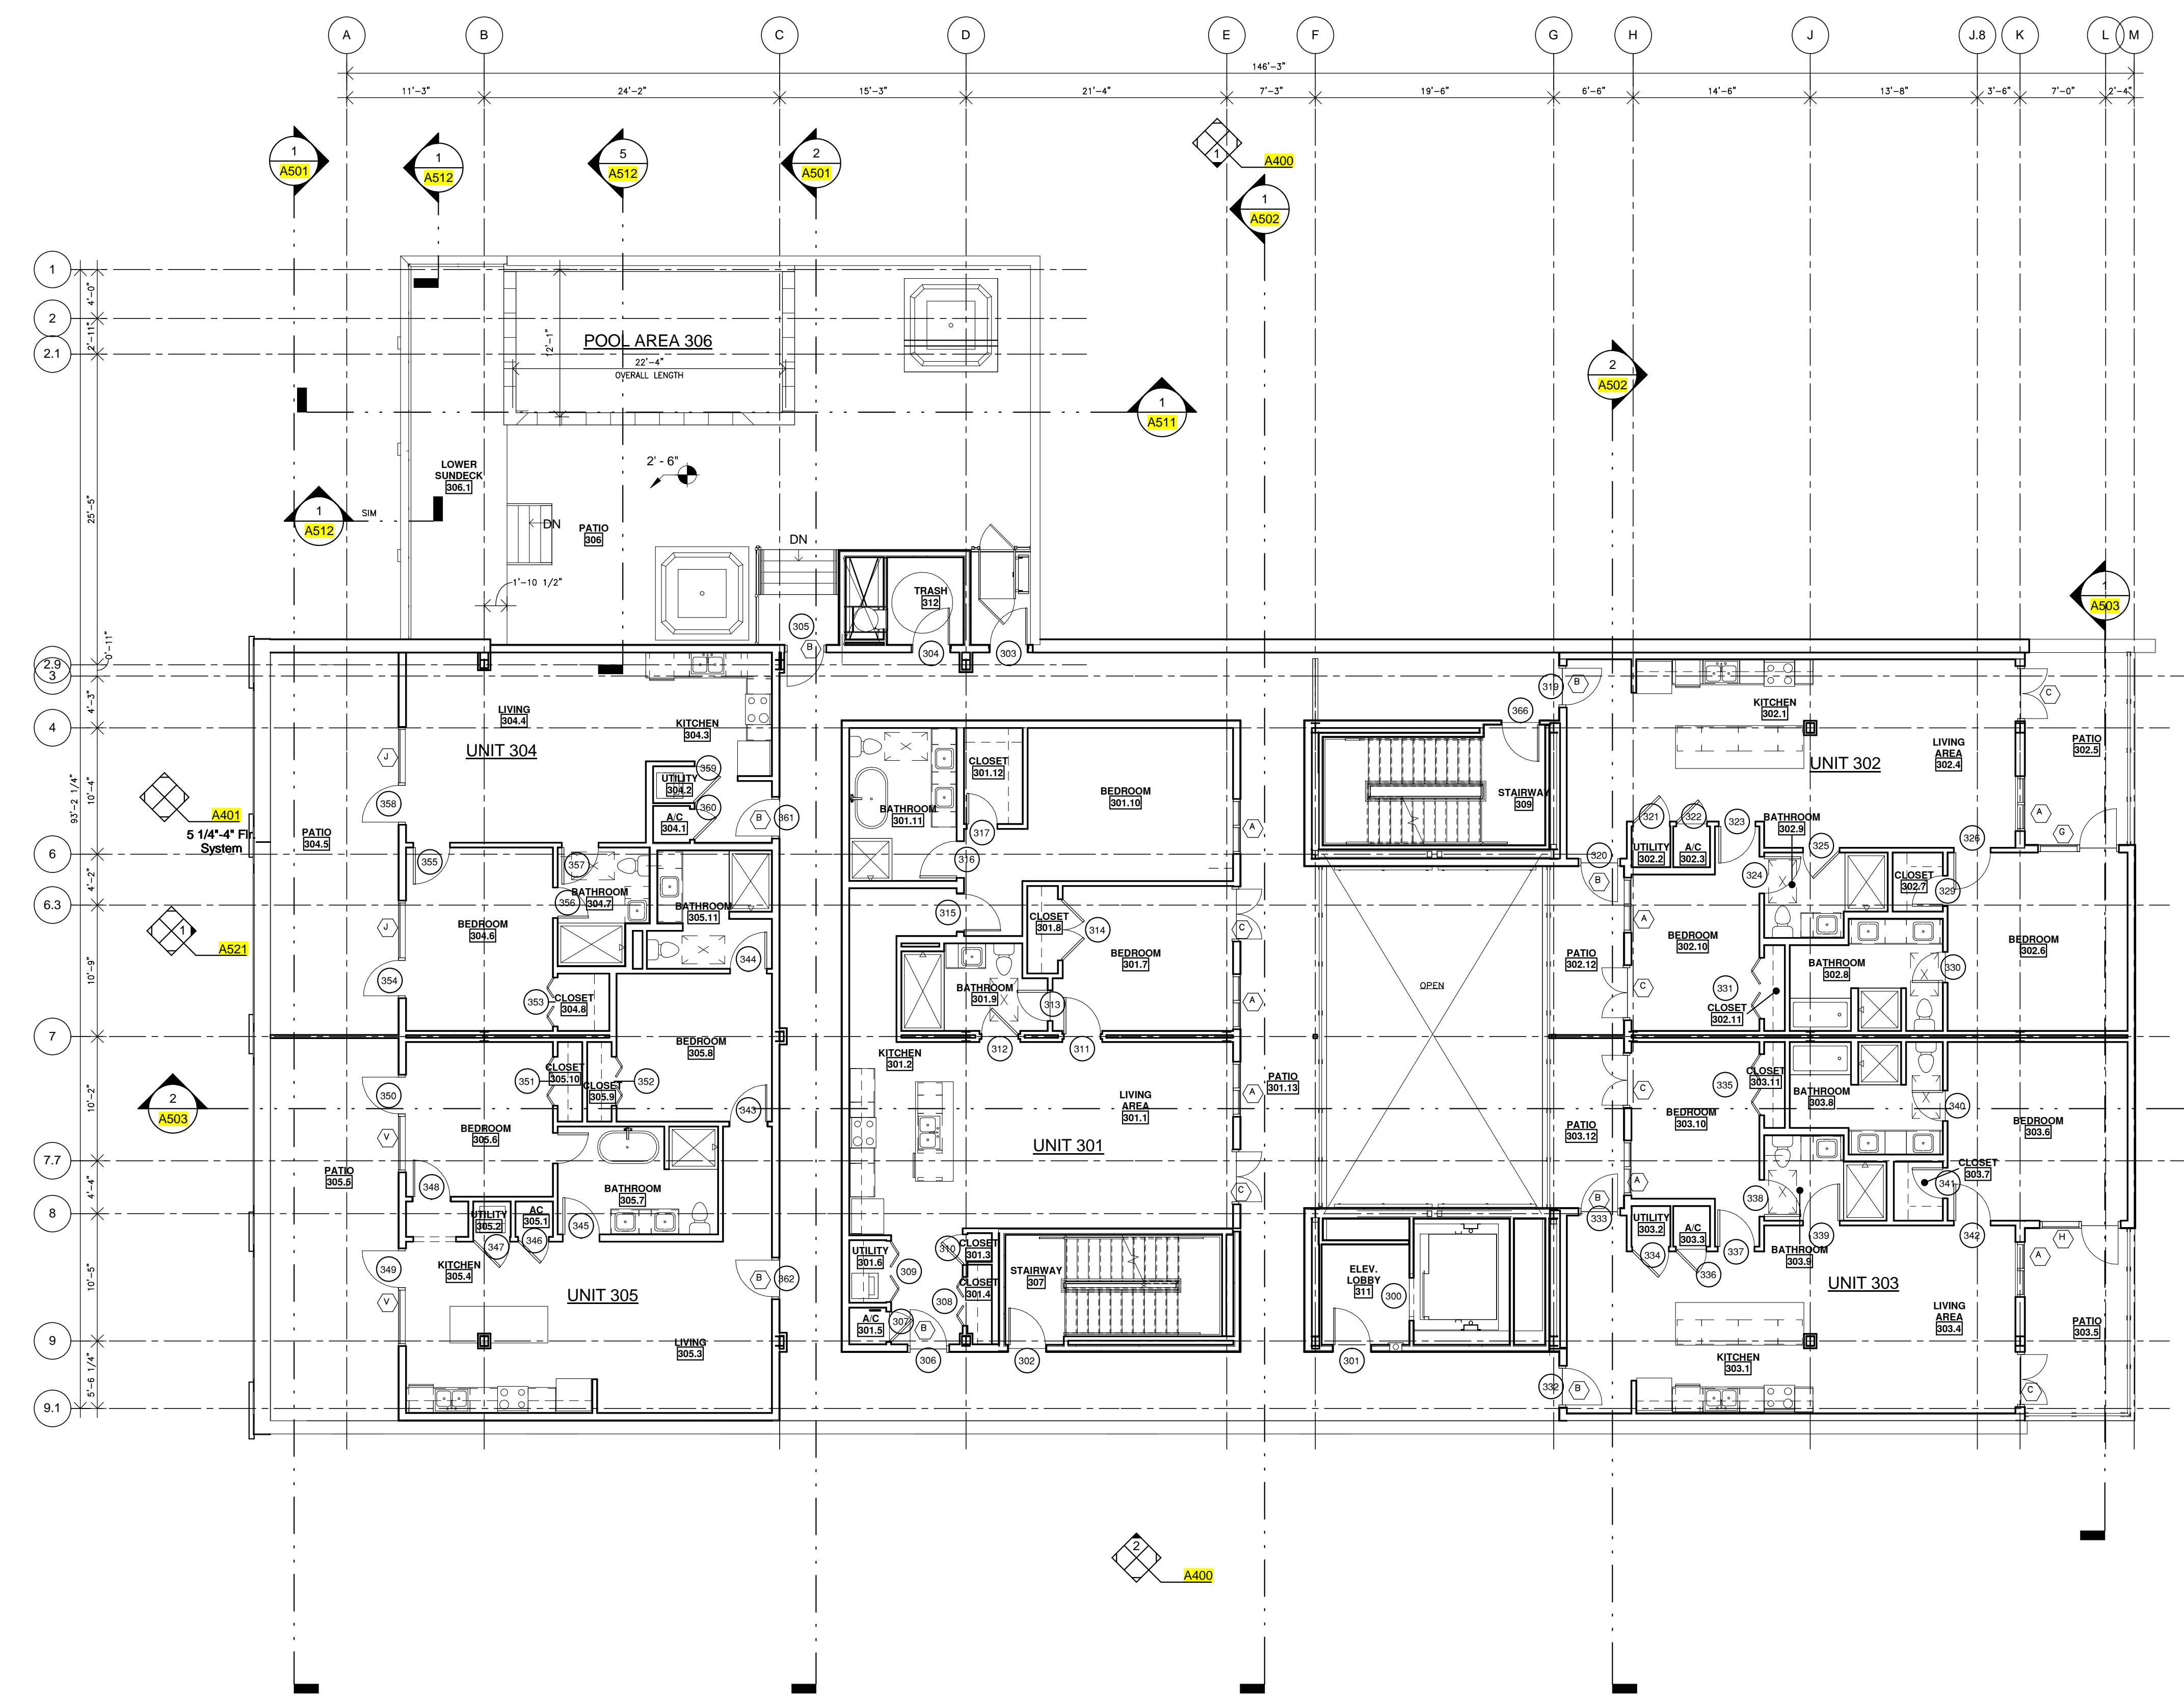 A B C D E F G H J J.8 K L M
146'-3"
11'-3" 24'-2" 15'-3" 21'-4" 7'-3" 19'-6" 6'-6" 14'-6" 13'-8" 3'-6" 7'-0" 2'-4"
1
A501
1
A512
5
A512
2
A501
1
A400
1
A502
1
2
2.1
4'-0"
2'-11"
25'-5"
0'-11"
12'-1"
POOL AREA 306
22'-4"
OVERALL LENGTH
2
A502
1
A511
LOWER
SUNDECK
306.1
2' - 6"
1
A512
SIM
DN
PATIO
306
DN
1'-10 1/2"
TRASH
312
305
B
304
303
1
A503
2.9
3
4
6
6.3
7
7.7
8
9
9.1
4'-3"
10'-4"
93'-2 1/4"
4'-2"
10'-9"
10'-2"
4'-4"
10'-5"
5'-6 1/4"
A401
5 1/4"-4" Flr.
System
1
A521
2
A503
LIVING
304.4
KITCHEN
304.3
UNIT 304
J
358
PATIO
304.5
359
UTILITY
304.2
360
A/C
304.1
B
361
355
357
356
BATHROOM
304.7
BATHROOM
305.11
J
BEDROOM
304.6
344
354
353
CLOSET
304.8
BEDROOM
305.8
351
CLOSET
305.10
CLOSET
305.9
352
350
343
V
BEDROOM
305.6
PATIO
305.5
348
BATHROOM
305.7
UTILITY
305.2
AC
305.1
345
347
346
349
KITCHEN
305.4
V
UNIT 305
B
362
LIVING
305.3
CLOSET
301.12
BEDROOM
301.10
BATHROOM
301.11
317
316
A
315
CLOSET
301.8
314
C
BEDROOM
301.7
BATHROOM
301.9
313
A
312
311
KITCHEN
301.2
PATIO
301.13
A
LIVING
AREA
301.1
UNIT 301
C
UTILITY
301.6
309
310
CLOSET
301.3
CLOSET
301.4
308
A/C
301.5
307
B
306
STAIRWAY
307
302
STAIRWAY
309
366
OPEN
ELEV.
LOBBY
311
300
301
319
B
KITCHEN
302.1
C
LIVING
AREA
302.4
UNIT 302
PATIO
302.5
321
322
323
BATHROOM
302.9
A
G
325
326
320
B
UTILITY
302.2
A/C
302.3
324
CLOSET
302.7
329
A
PATIO
302.12
BEDROOM
302.10
BATHROOM
302.8
330
BEDROOM
302.6
C
331
CLOSET
302.11
C
335
CLOSET
303.11
BATHROOM
303.8
340
PATIO
303.12
BEDROOM
303.10
BEDROOM
303.6
A
B
333
338
CLOSET
303.7
341
UTILITY
303.2
A/C
303.3
334
336
337
339
BATHROOM
303.9
342
A
H
UNIT 303
LIVING
AREA
303.4
PATIO
303.5
KITCHEN
303.1
332
B
C
2
A400